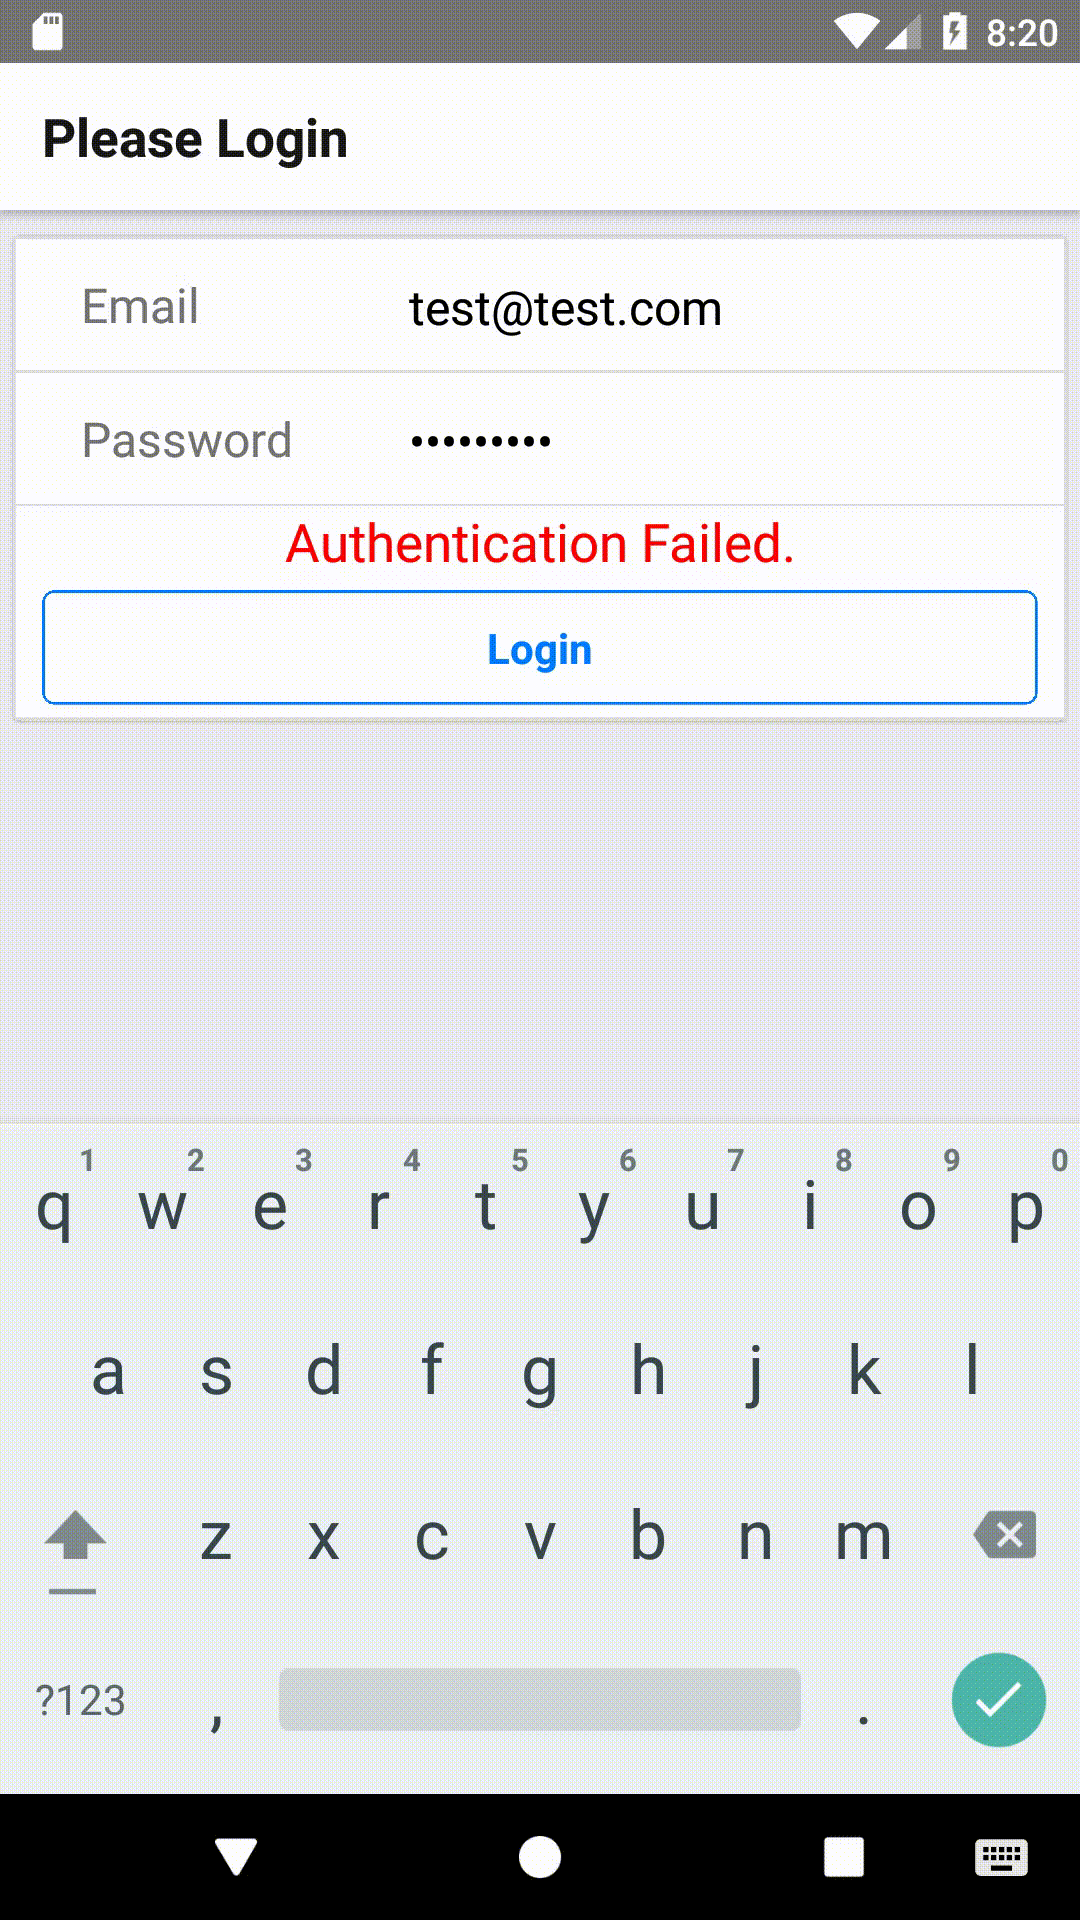 8:20
Please Login
Email test@test.com
Password •••••••••
Authentication Failed.
Login
1 2 3 4 5 6 7 8 9 0
q w e r t y u i o p
a s d f g h j k l
z x c v b n m
?123 , .